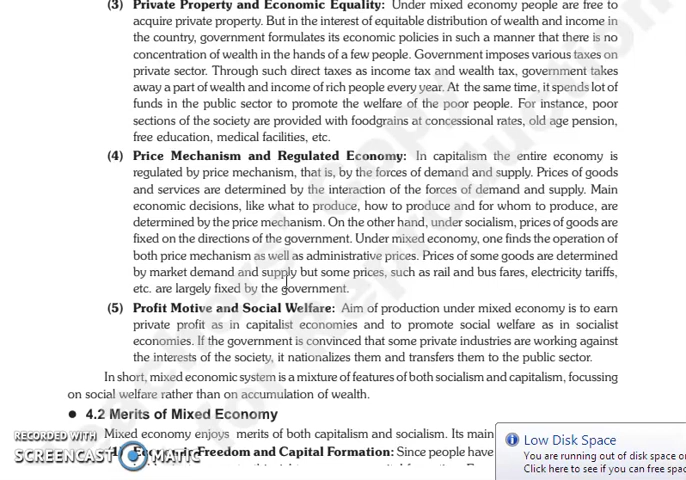 (3) Private Property and Economic Equality: Under mixed economy people are free to
acquire private property. But in the interest of equitable distribution of wealth and income in
the country, government formulates its economic policies in such a manner that there is no
concentration of wealth in the hands of a few people. Government imposes various taxes on
private sector. Through such direct taxes as income tax and wealth tax, government takes
away a part of wealth and income of rich people every year. At the same time, it spends lot of
funds in the public sector to promote the welfare of the poor people. For instance, poor
sections of the society are provided with foodgrains at concessional rates, old age pension,
free education, medical facilities, etc.
(4) Price Mechanism and Regulated Economy: In capitalism the entire economy is
regulated by price mechanism, that is, by the forces of demand and supply. Prices of goods
and services are determined by the interaction of the forces of demand and supply. Main
economic decisions, like what to produce, how to produce and for whom to produce, are
determined by the price mechanism. On the other hand, under socialism, prices of goods are
fixed on the directions of the government. Under mixed economy, one finds the operation of
both price mechanism as well as administrative prices. Prices of some goods are determined
by market demand and supply but some prices, such as rail and bus fares, electricity tariffs,
etc. are largely fixed by the government.
(5) Profit Motive and Social Welfare: Aim of production under mixed economy is to earn
private profit as in capitalist economies and to promote social welfare as in socialist
economies. If the government is convinced that some private industries are working against
the interests of the society, it nationalizes them and transfers them to the public sector.
In short, mixed economic system is a mixture of features of both socialism and capitalism, focussing
on social welfare rather than on accumulation of wealth.
● 4.2 Merits of Mixed Economy
Mixed economy enjoys merits of both capitalism and socialism. Its main
Economic Freedom and Capital Formation: Since people have
RECORDED WITH
SCREENCAST MATIC
Low Disk Space
You are running out of disk space o
Click here to see if you can free spac